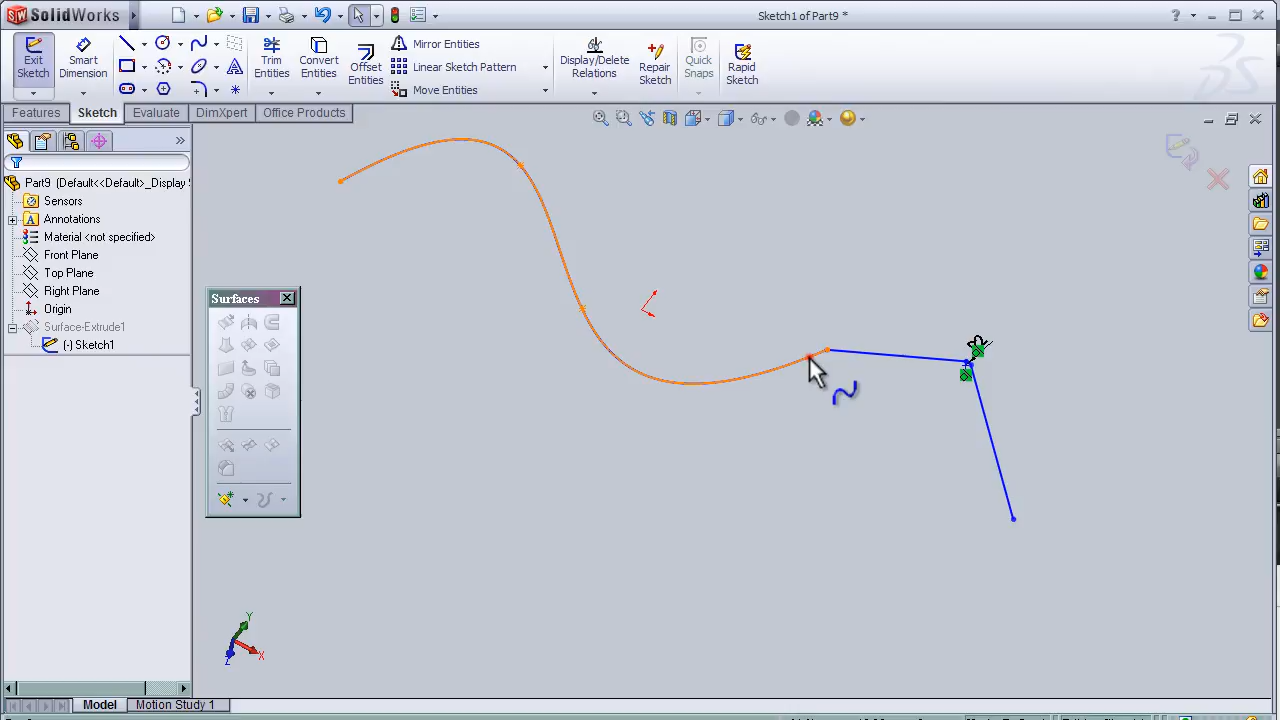 SolidWorks
Sketch1 of Part9 *
Exit Sketch
Smart Dimension
Trim Entities
Convert Entities
Offset Entities
Mirror Entities
Linear Sketch Pattern
Move Entities
Display/Delete Relations
Repair Sketch
Quick Snaps
Rapid Sketch
Features
Sketch
Evaluate
DimXpert
Office Products
Part9 (Default<<Default>_Display
Sensors
Annotations
Material <not specified>
Front Plane
Top Plane
Right Plane
Origin
Surface-Extrude1
(-) Sketch1
Surfaces
Y
X
Z
Model
Motion Study 1